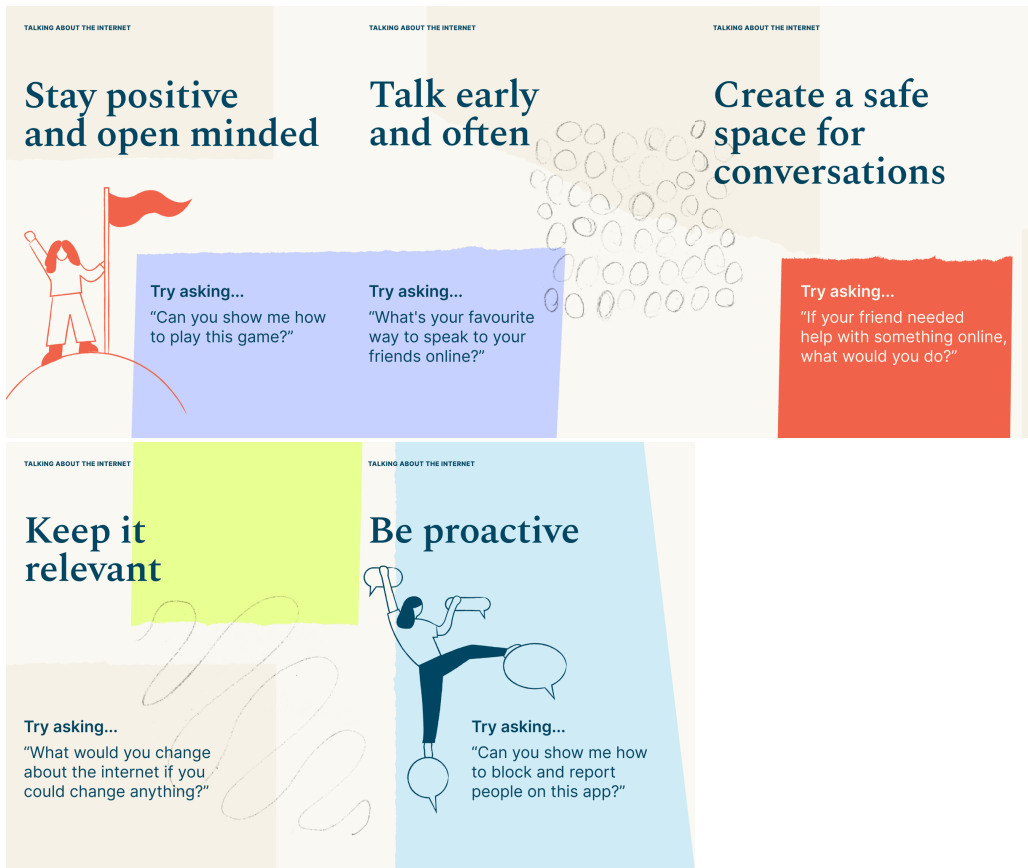 TALKING ABOUT THE INTERNET
Stay positive
and open minded
Try asking...
“Can you show me how
to play this game?”
TALKING ABOUT THE INTERNET
Talk early
and often
Try asking...
“What's your favourite
way to speak to your
friends online?”
TALKING ABOUT THE INTERNET
Create a safe
space for
conversations
Try asking...
“If your friend needed
help with something online,
what would you do?”
TALKING ABOUT THE INTERNET
Keep it
relevant
Try asking...
“What would you change
about the internet if you
could change anything?”
TALKING ABOUT THE INTERNET
Be proactive
Try asking...
“Can you show me how
to block and report
people on this app?”